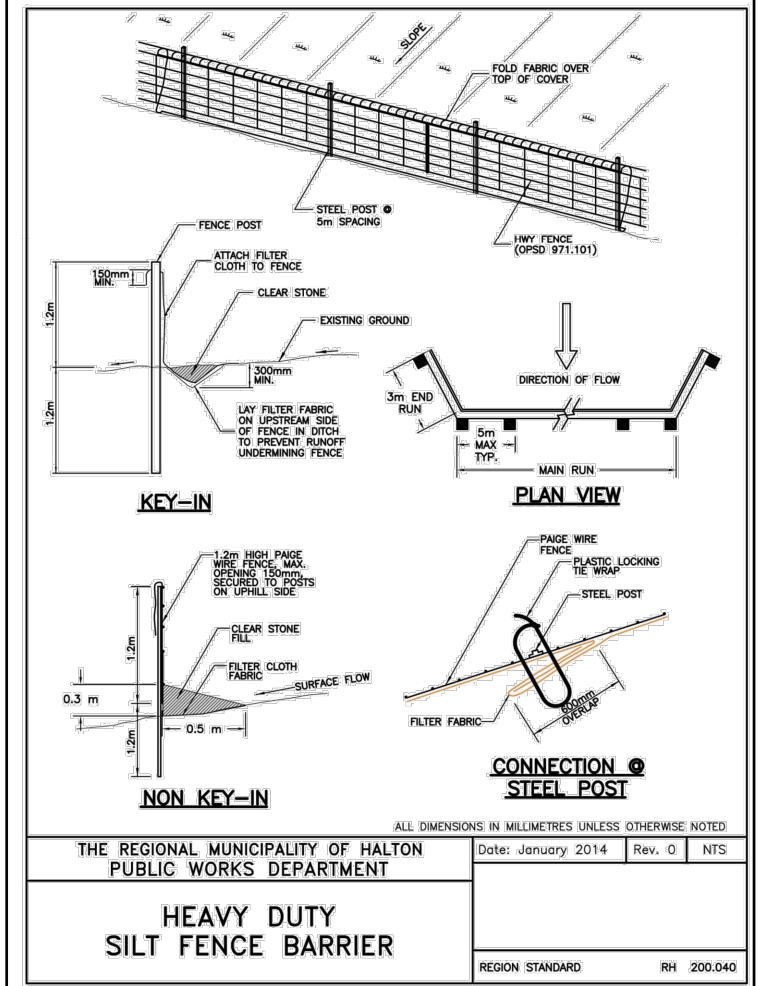 SLOPE
FOLD FABRIC OVER
TOP OF COVER
STEEL POST @
5m SPACING
HWY FENCE
(OPSD 971.101)
FENCE POST
ATTACH FILTER
CLOTH TO FENCE
150mm
MIN.
CLEAR STONE
1.2m
EXISTING GROUND
300mm
MIN.
1.2m
LAY FILTER FABRIC
ON UPSTREAM SIDE
OF FENCE IN DITCH
TO PREVENT RUNOFF
UNDERMINING FENCE
KEY-IN
DIRECTION OF FLOW
3m END
RUN
5m
MAX
TYP.
MAIN RUN
PLAN VIEW
1.2m HIGH PAIGE
WIRE FENCE, MAX.
OPENING 150mm,
SECURED TO POSTS
ON UPHILL SIDE
1.2m
CLEAR STONE
FILL
FILTER CLOTH
FABRIC
SURFACE FLOW
0.3 m
0.5 m
1.2m
NON KEY-IN
PAIGE WIRE
FENCE
PLASTIC LOCKING
TIE WRAP
STEEL POST
FILTER FABRIC
600mm
OVERLAP
CONNECTION @
STEEL POST
ALL DIMENSIONS IN MILLIMETRES UNLESS OTHERWISE NOTED
THE REGIONAL MUNICIPALITY OF HALTON
PUBLIC WORKS DEPARTMENT
Date: January 2014
Rev. 0
NTS
HEAVY DUTY
SILT FENCE BARRIER
REGION STANDARD
RH 200.040